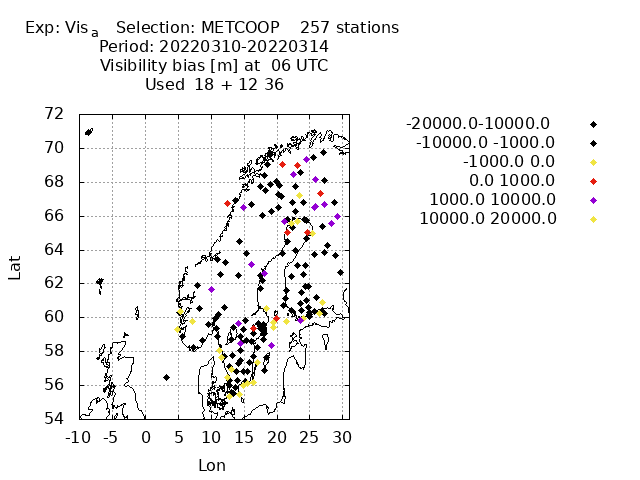 Exp: Vis a   Selection: METCOOP    257 stations
Period: 20220310-20220314
Visibility bias [m] at  06 UTC
Used  18 + 12 36
-20000.0-10000.0
-10000.0 -1000.0
-1000.0 0.0
0.0 1000.0
1000.0 10000.0
10000.0 20000.0
72
70
68
66
64
62
60
58
56
54
Lat
-10 -5 0 5 10 15 20 25 30
Lon